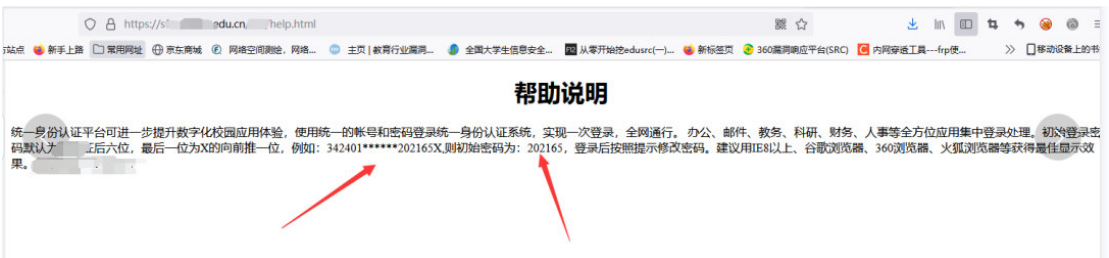 https://s edu.cn/ help.html
方站点 新手上路 常用网址 京东商城 网络空间测绘，网络... 主页 | 教育行业漏洞... 全国大学生信息安全... 从零开始挖edusrc(一)... 新标签页 360漏洞响应平台(SRC) 内网穿透工具---frp使... 移动设备上的书
帮助说明
统一身份认证平台可进一步提升数字化校园应用体验，使用统一的帐号和密码登录统一身份认证系统，实现一次登录，全网通行。 办公、邮件、教务、科研、财务、人事等全方位应用集中登录处理。初始登录密
码默认为 证后六位，最后一位为X的向前推一位，例如：342401******202165X,则初始密码为：202165，登录后按照提示修改密码。建议用IE8以上、谷歌浏览器、360浏览器、火狐浏览器等获得最佳显示效
果。